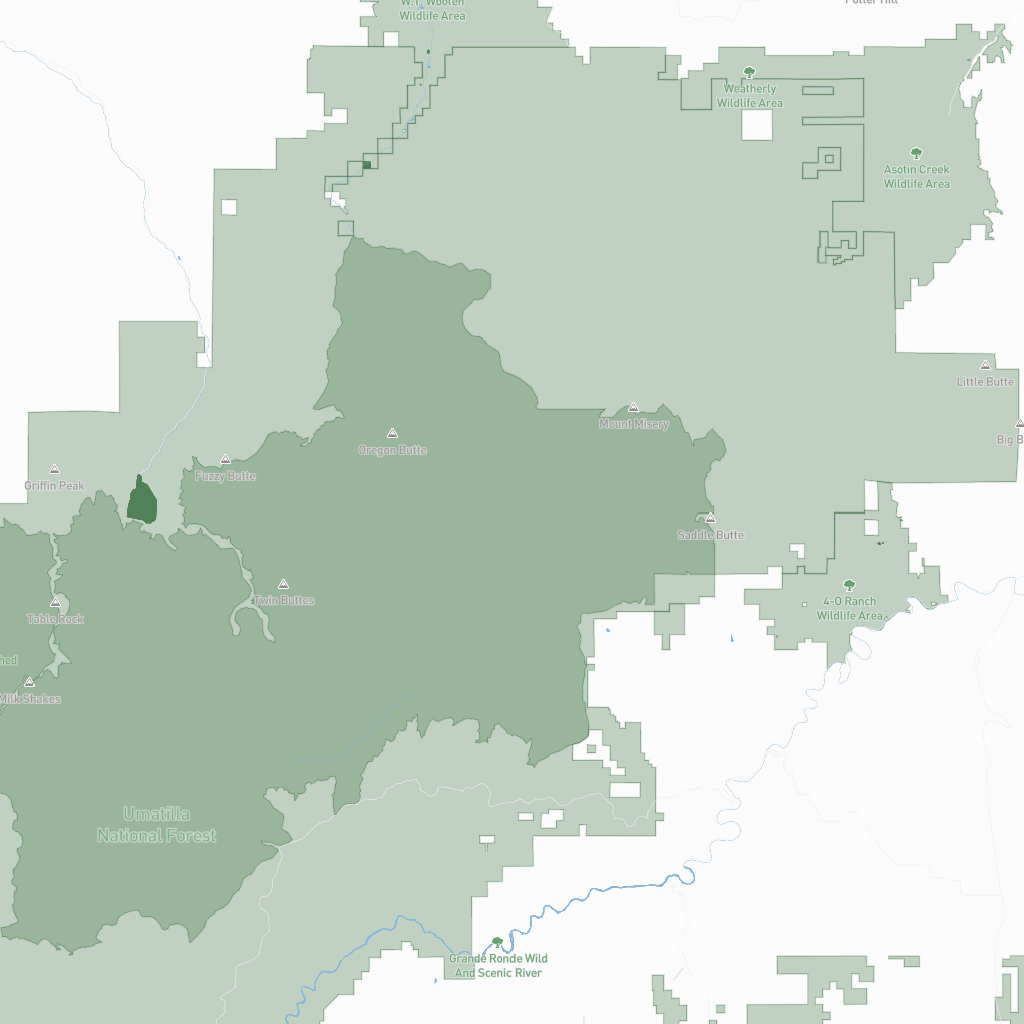 W.T. Wooten
Wildlife Area
Potter Hill
Weatherly
Wildlife Area
Asotin Creek
Wildlife Area
Little Butte
Mount Misery
Big B
Oregon Butte
Griffin Peak
Fuzzy Butte
Saddle Butte
Twin Buttes
4-O Ranch
Wildlife Area
Table Rock
hed
Milk Shakes
Umatilla
National Forest
Grande Ronde Wild
And Scenic River